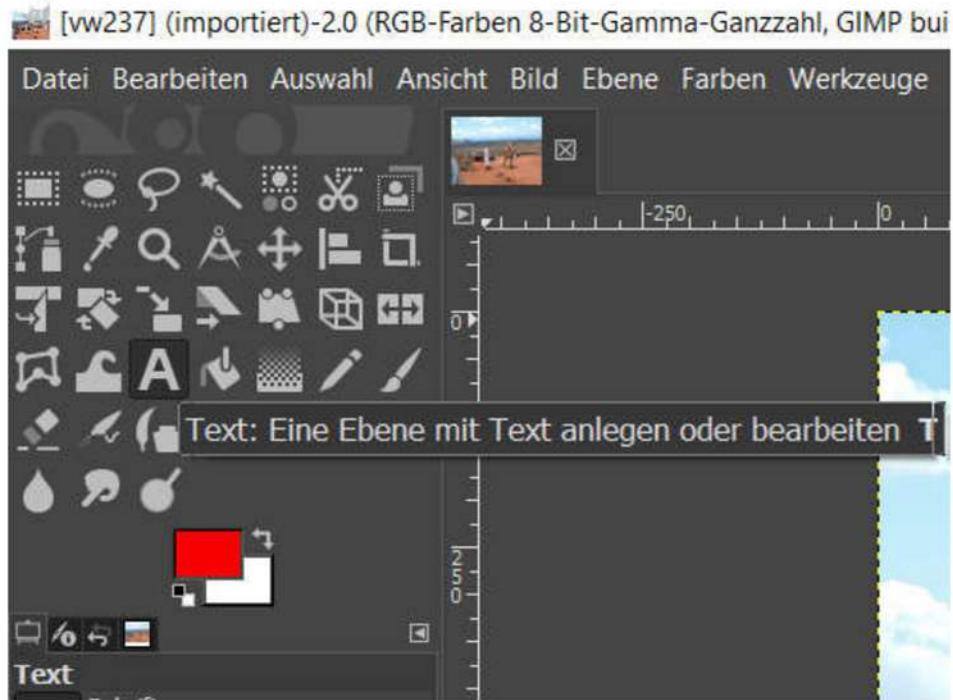 [vw237] (importiert)-2.0 (RGB-Farben 8-Bit-Gamma-Ganzzahl, GIMP bui
Datei Bearbeiten Auswahl Ansicht Bild Ebene Farben Werkzeuge
-250 0
0
A
Text: Eine Ebene mit Text anlegen oder bearbeiten T
250
Text